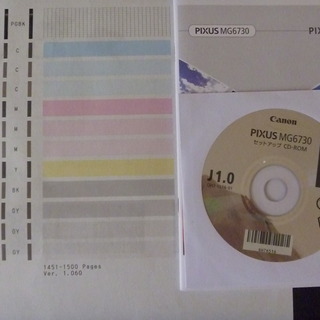 PGBK
C
C
C
M
M
M
Y
BK
GY
GY
GY
1451-1500 Pages
Ver. 1.060
PIXUS MG6730
PIX
Canon
PIXUS MG6730
セットアップ CD-ROM
J1.0